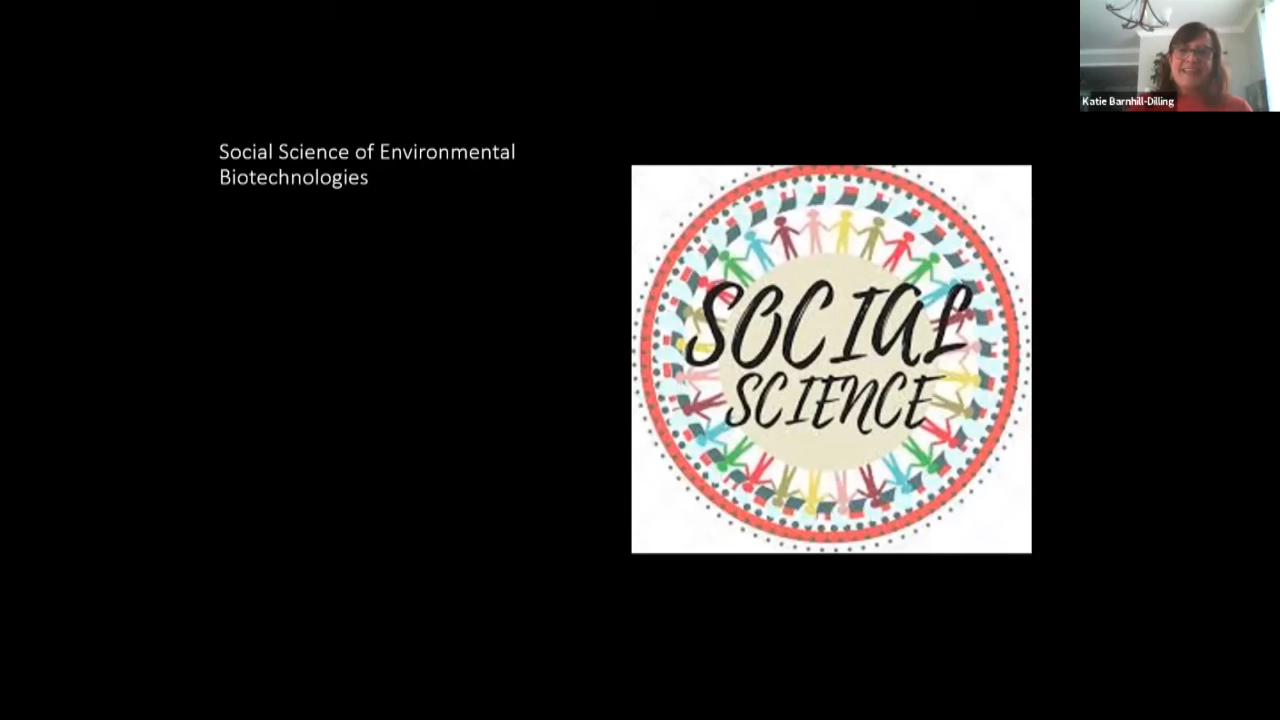 Social Science of Environmental
Biotechnologies
Katie Barnhill-Dilling
SOCIAL
SCIENCE